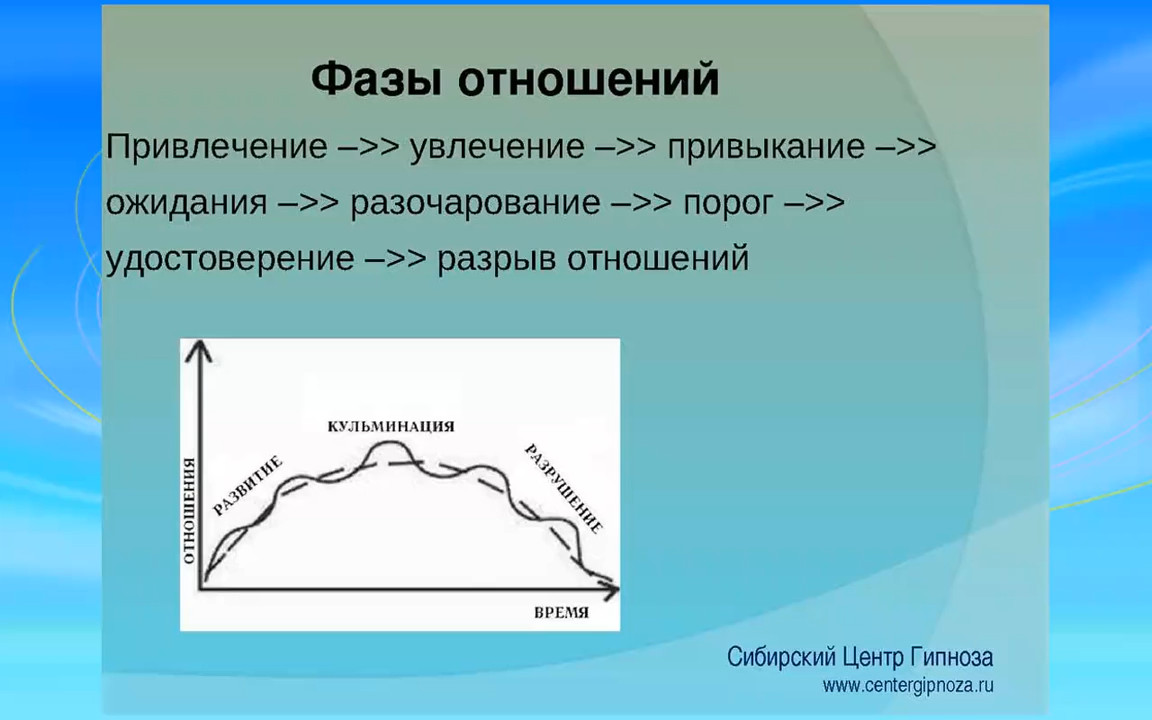 Фазы отношений
Привлечение –>> увлечение –>> привыкание –>>
ожидания –>> разочарование –>> порог –>>
удостоверение –>> разрыв отношений
КУЛЬМИНАЦИЯ
РАЗВИТИЕ
РАЗРУШЕНИЕ
ОТНОШЕНИЯ
ВРЕМЯ
Сибирский Центр Гипноза
www.centergipnoza.ru